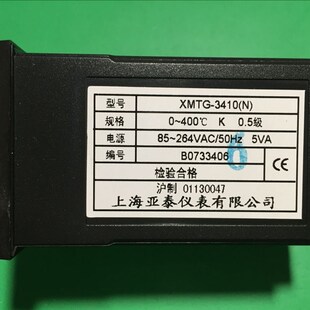 型号 XMTG-3410(N)
规格 0~400℃ K 0.5级
电源 85~264VAC/50Hz 5VA
编号 B0733406
检验合格
沪制 01130047
CE
上海亚泰仪表有限公司